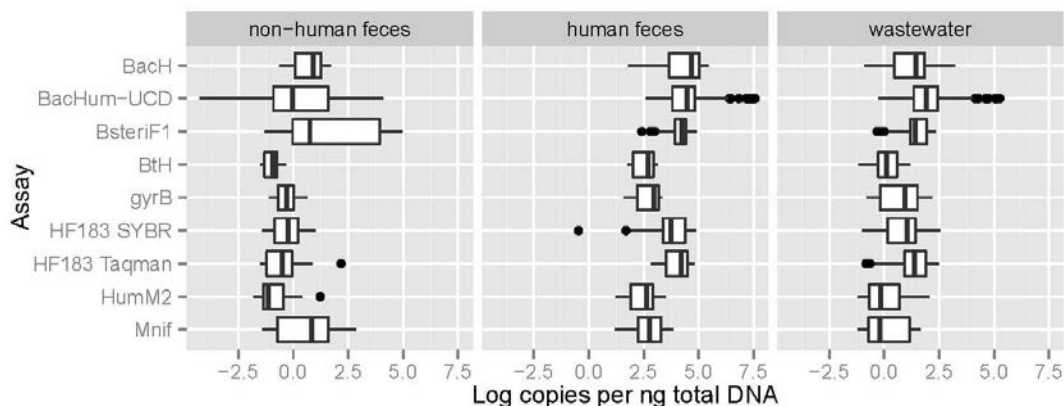 non-human feces human feces wastewater
BacH
BacHum-UCD
BsteriF1
BtH
gyrB
HF183 SYBR
HF183 Taqman
HumM2
Mnif
Assay
−2.5 0.0 2.5 5.0 7.5 −2.5 0.0 2.5 5.0 7.5 −2.5 0.0 2.5 5.0 7.5
Log copies per ng total DNA